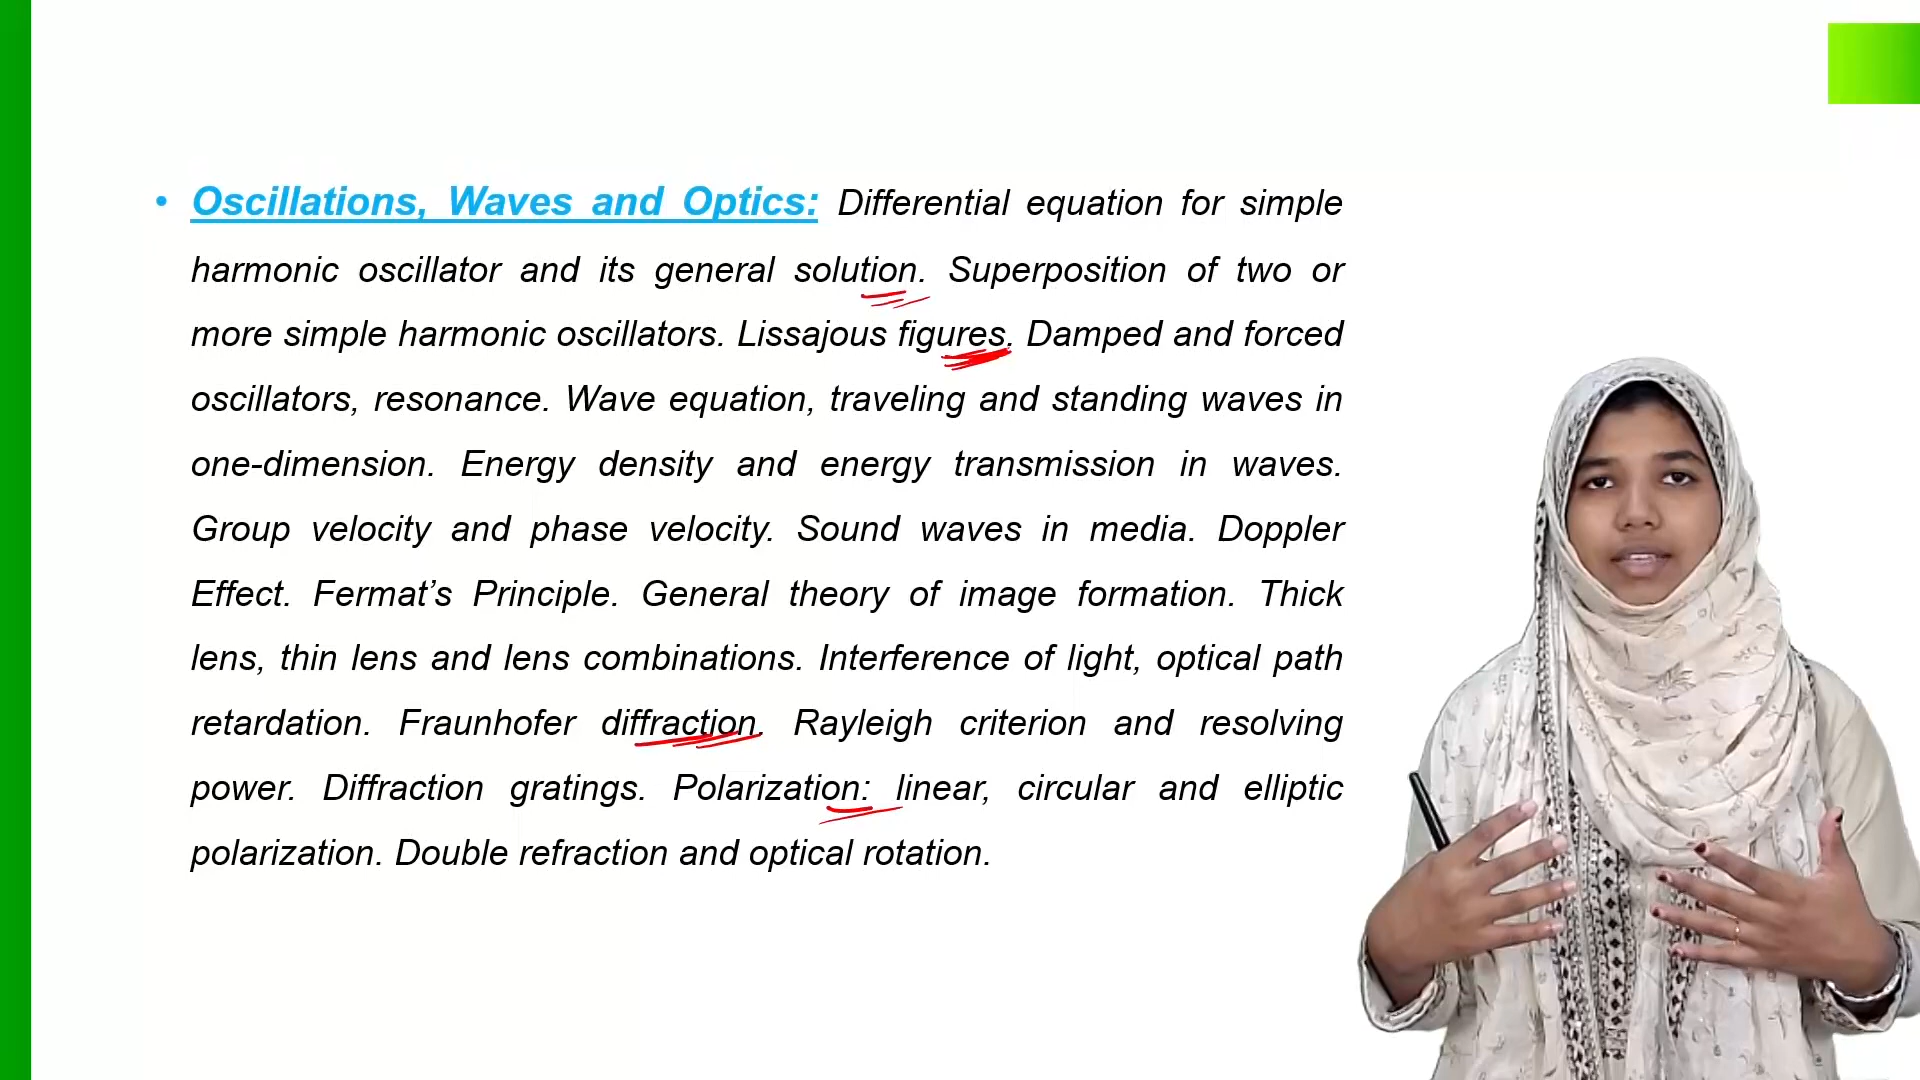 • Oscillations, Waves and Optics: Differential equation for simple
harmonic oscillator and its general solution. Superposition of two or
more simple harmonic oscillators. Lissajous figures. Damped and forced
oscillators, resonance. Wave equation, traveling and standing waves in
one-dimension. Energy density and energy transmission in waves.
Group velocity and phase velocity. Sound waves in media. Doppler
Effect. Fermat’s Principle. General theory of image formation. Thick
lens, thin lens and lens combinations. Interference of light, optical path
retardation. Fraunhofer diffraction. Rayleigh criterion and resolving
power. Diffraction gratings. Polarization: linear, circular and elliptic
polarization. Double refraction and optical rotation.